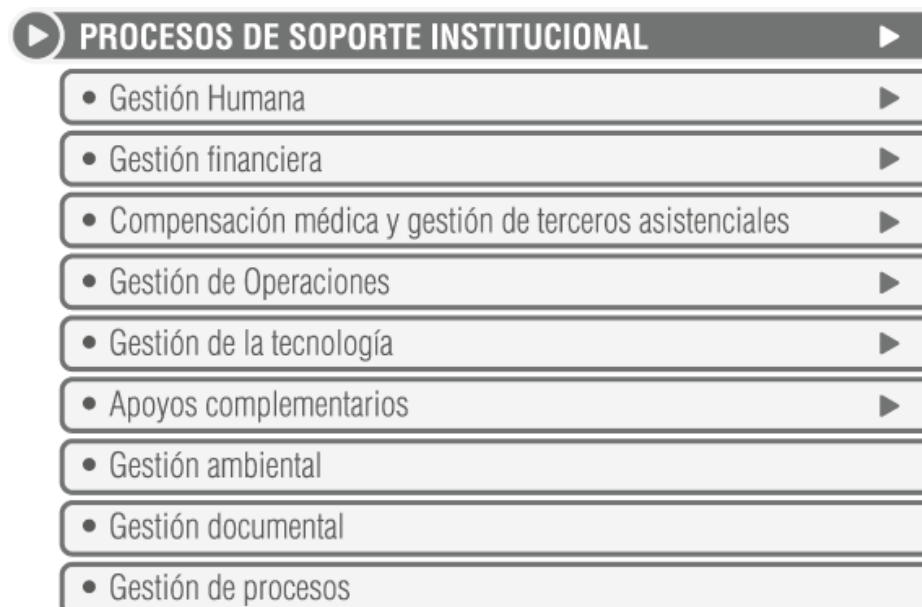 PROCESOS DE SOPORTE INSTITUCIONAL
• Gestión Humana
• Gestión financiera
• Compensación médica y gestión de terceros asistenciales
• Gestión de Operaciones
• Gestión de la tecnología
• Apoyos complementarios
• Gestión ambiental
• Gestión documental
• Gestión de procesos